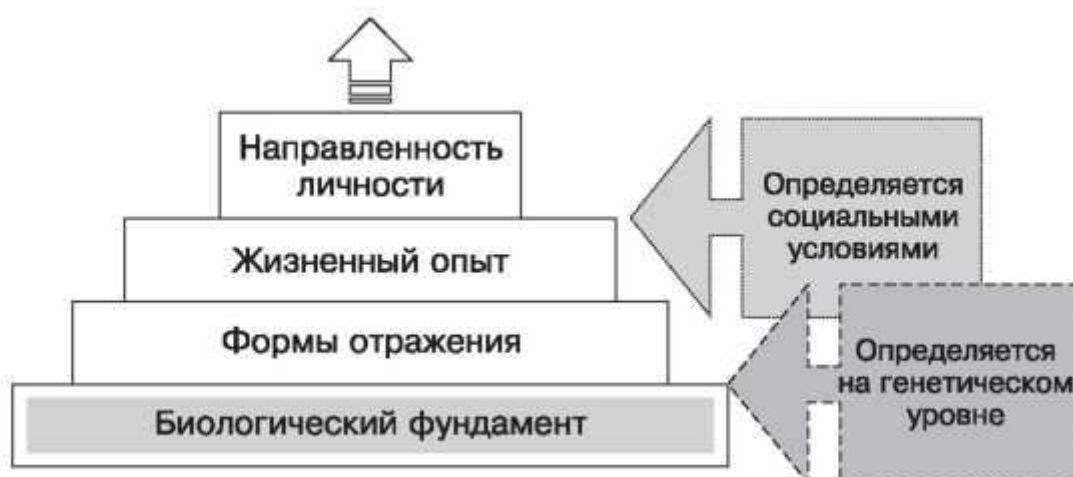 Направленность
личности
Жизненный опыт
Формы отражения
Биологический фундамент
Определяется
социальными
условиями
Определяется
на генетическом
уровне